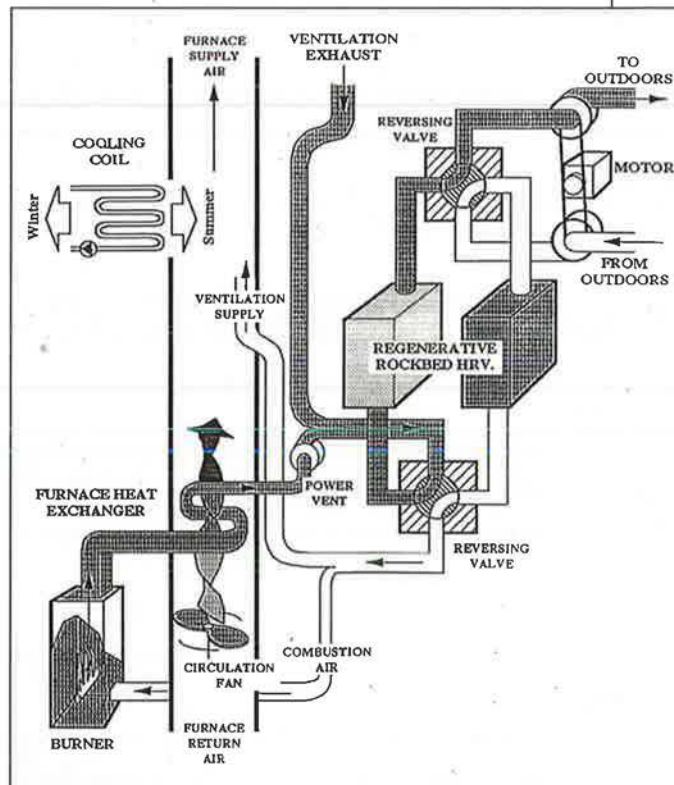 FURNACE
SUPPLY
AIR
VENTILATION
EXHAUST
TO
OUTDOORS
REVERSING
VALVE
COOLING
COIL
MOTOR
Winter
Summer
FROM
OUTDOORS
VENTILATION
SUPPLY
REGENERATIVE
ROCKBED HRV.
FURNACE HEAT
EXCHANGER
POWER
VENT
REVERSING
VALVE
COMBUSTION
AIR
CIRCULATION
FAN
BURNER
FURNACE
RETURN
AIR